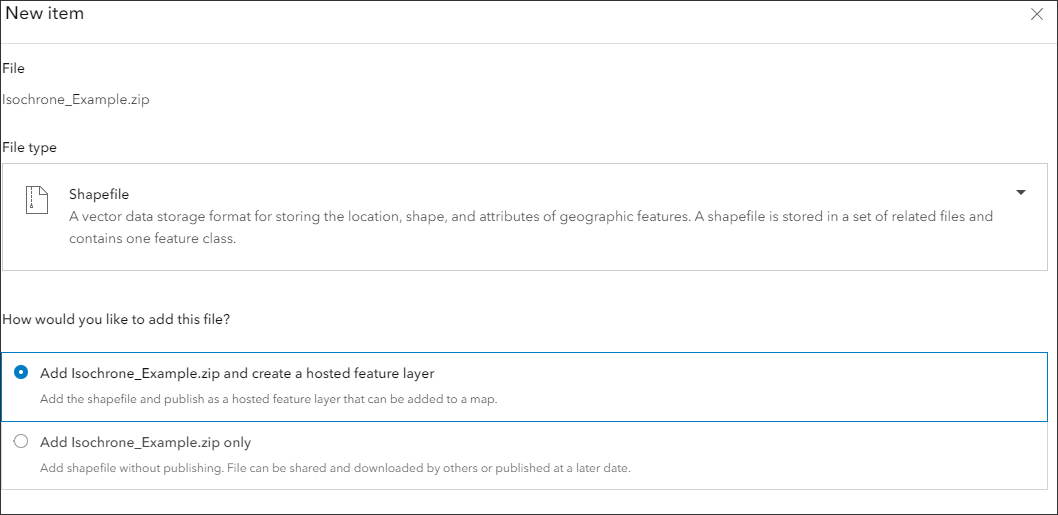 New item
File
Isochrone_Example.zip
File type
Shapefile
A vector data storage format for storing the location, shape, and attributes of geographic features. A shapefile is stored in a set of related files and
contains one feature class.
How would you like to add this file?
Add Isochrone_Example.zip and create a hosted feature layer
Add the shapefile and publish as a hosted feature layer that can be added to a map.
Add Isochrone_Example.zip only
Add shapefile without publishing. File can be shared and downloaded by others or published at a later date.